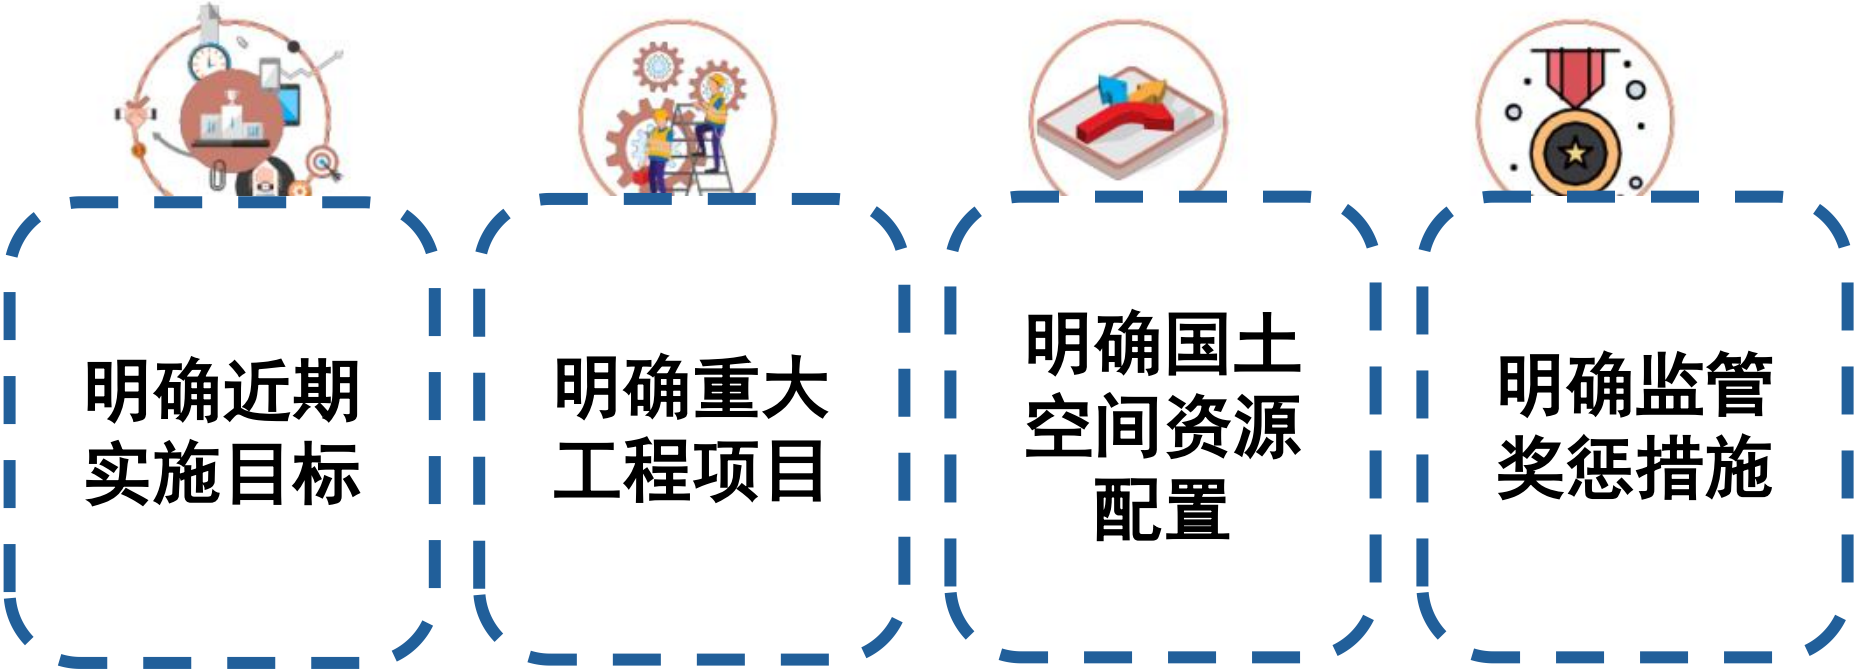 明确近期
实施目标
明确重大
工程项目
明确国土
空间资源
配置
明确监管
奖惩措施